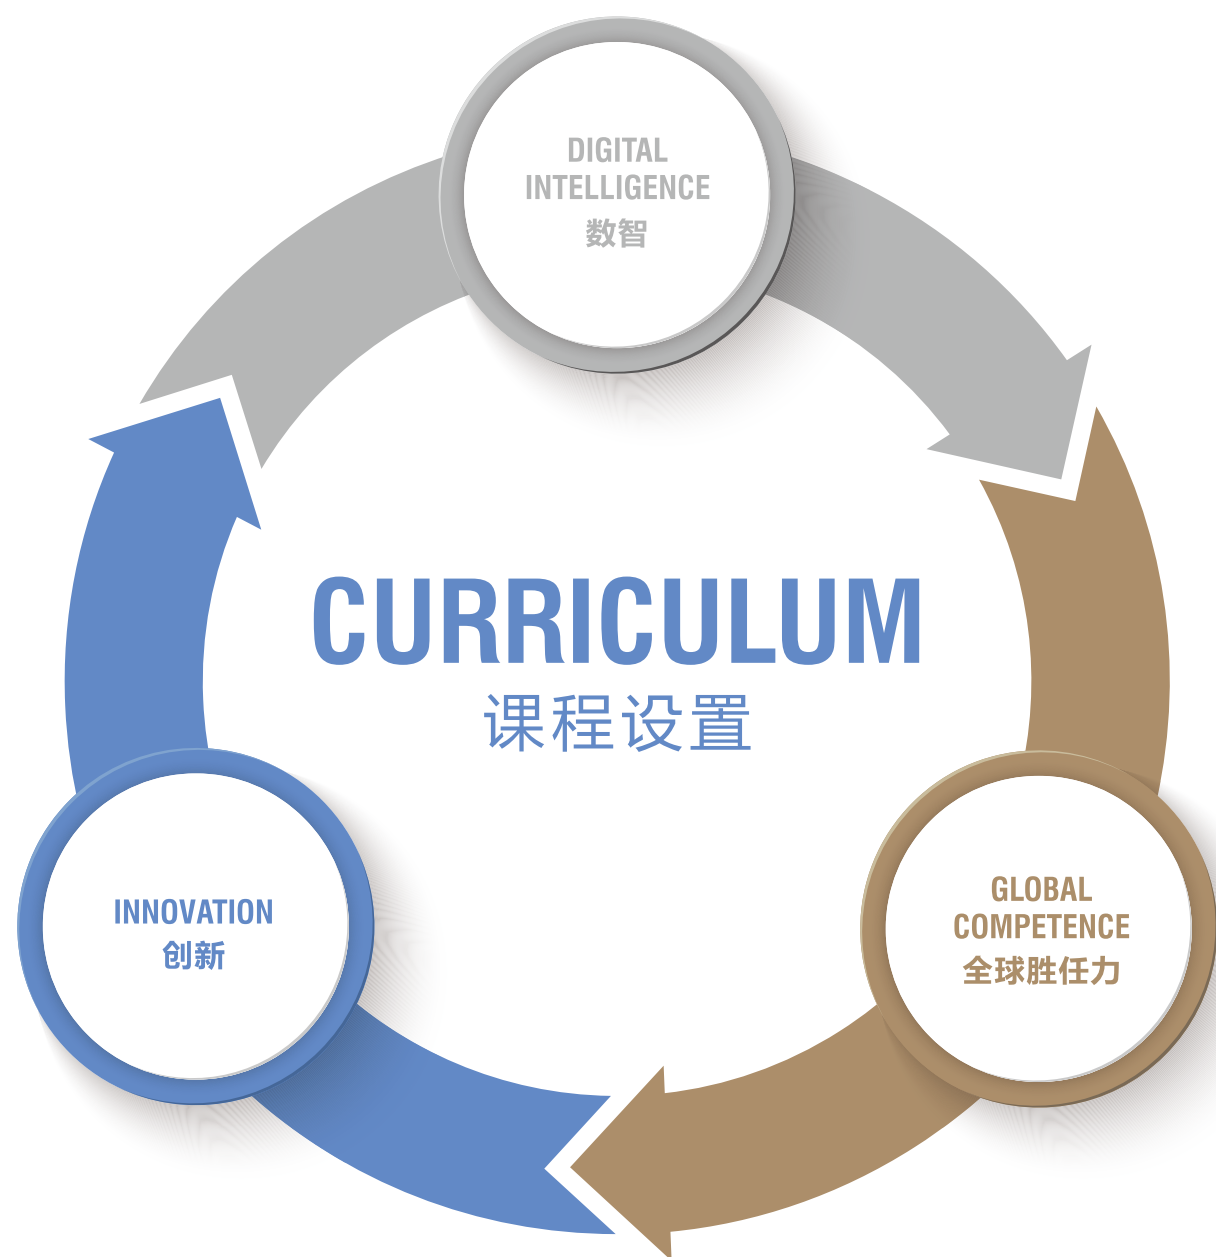 DIGITAL
INTELLIGENCE
数智
CURRICULUM
课程设置
INNOVATION
创新
GLOBAL
COMPETENCE
全球胜任力